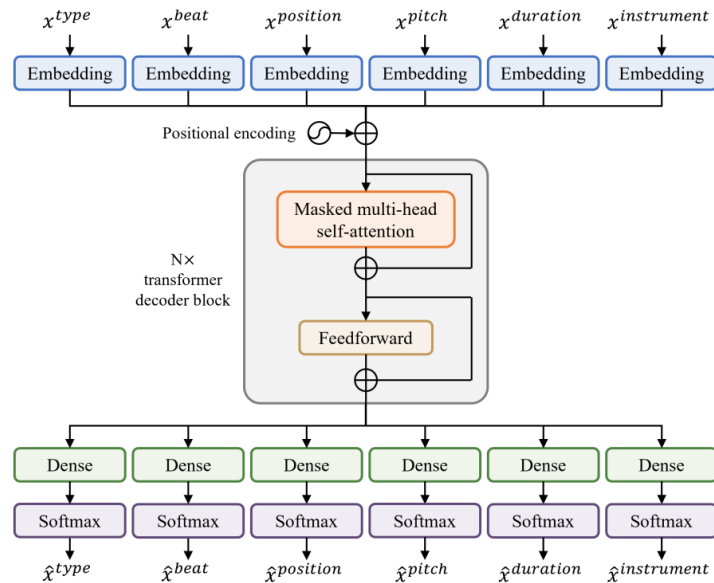 x^type x^beat x^position x^pitch x^duration x^instrument
Embedding Embedding Embedding Embedding Embedding Embedding
Positional encoding
Masked multi-head
self-attention
N×
transformer
decoder block
Feedforward
Dense Dense Dense Dense Dense Dense
Softmax Softmax Softmax Softmax Softmax Softmax
x̂^type x̂^beat x̂^position x̂^pitch x̂^duration x̂^instrument